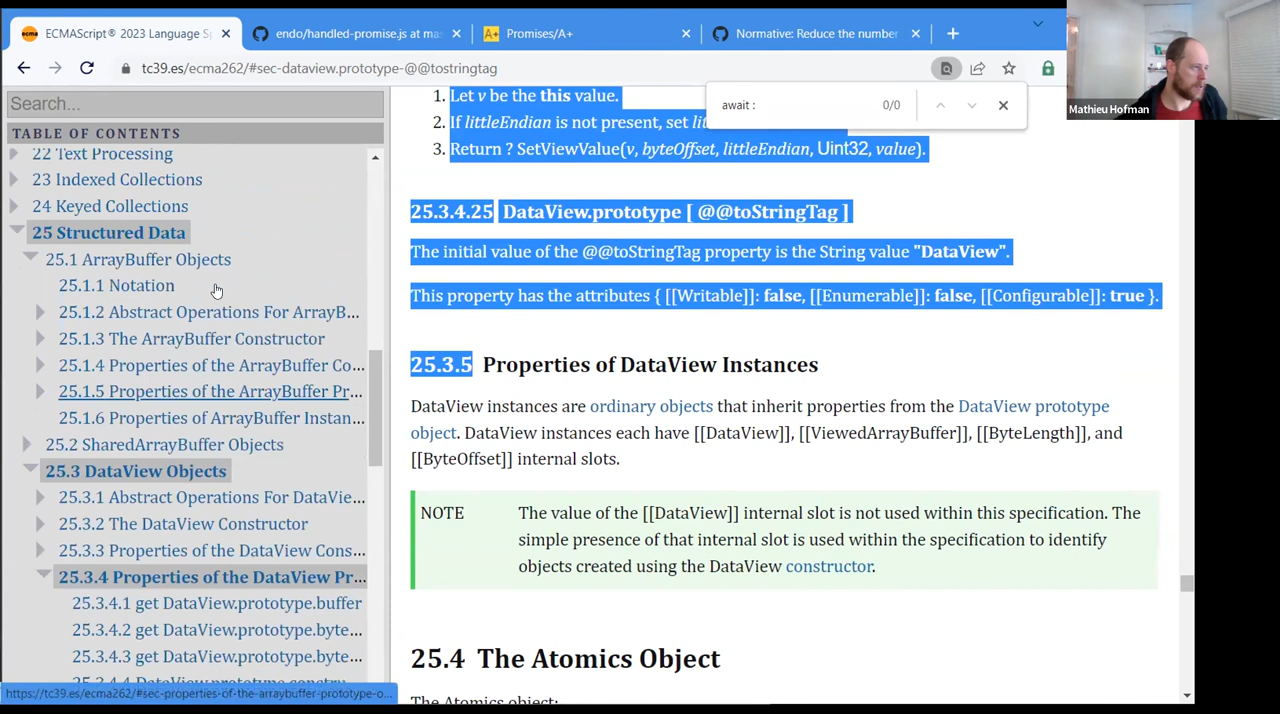 ECMAScript® 2023 Language Sp
endo/handled-promise.js at mas
Promises/A+
Normative: Reduce the number
tc39.es/ecma262/#sec-dataview.prototype-@@tostringtag
Mathieu Hofman
await :
0/0
Search...
TABLE OF CONTENTS
22 Text Processing
23 Indexed Collections
24 Keyed Collections
25 Structured Data
25.1 ArrayBuffer Objects
25.1.1 Notation
25.1.2 Abstract Operations For ArrayB...
25.1.3 The ArrayBuffer Constructor
25.1.4 Properties of the ArrayBuffer Co...
25.1.5 Properties of the ArrayBuffer Pr...
25.1.6 Properties of ArrayBuffer Instan...
25.2 SharedArrayBuffer Objects
25.3 DataView Objects
25.3.1 Abstract Operations For DataVie...
25.3.2 The DataView Constructor
25.3.3 Properties of the DataView Cons...
25.3.4 Properties of the DataView Pr...
25.3.4.1 get DataView.prototype.buffer
25.3.4.2 get DataView.prototype.byte...
25.3.4.3 get DataView.prototype.byte...
25.3.4.4 DataView.prototype.constru...
https://tc39.es/ecma262/#sec-properties-of-the-arraybuffer-prototype-o...
1. Let v be the this value.
2. If littleEndian is not present, set lit
3. Return ? SetViewValue(v, byteOffset, littleEndian, Uint32, value).
25.3.4.25 DataView.prototype [ @@toStringTag ]
The initial value of the @@toStringTag property is the String value "DataView".
This property has the attributes { [[Writable]]: false, [[Enumerable]]: false, [[Configurable]]: true }.
25.3.5 Properties of DataView Instances
DataView instances are ordinary objects that inherit properties from the DataView prototype
object. DataView instances each have [[DataView]], [[ViewedArrayBuffer]], [[ByteLength]], and
[[ByteOffset]] internal slots.
NOTE
The value of the [[DataView]] internal slot is not used within this specification. The
simple presence of that internal slot is used within the specification to identify
objects created using the DataView constructor.
25.4 The Atomics Object
The Atomics object: